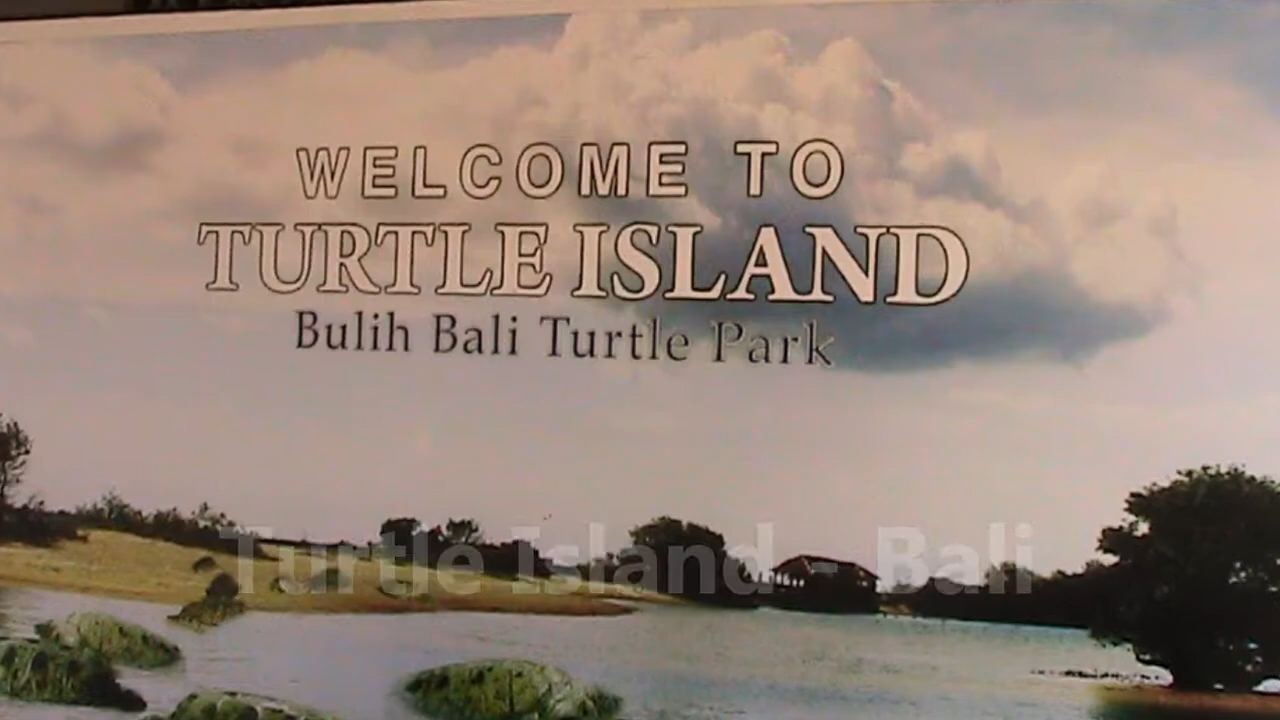 WELCOME TO
TURTLE ISLAND
Bulih Bali Turtle Park
Turtle Island - Bali